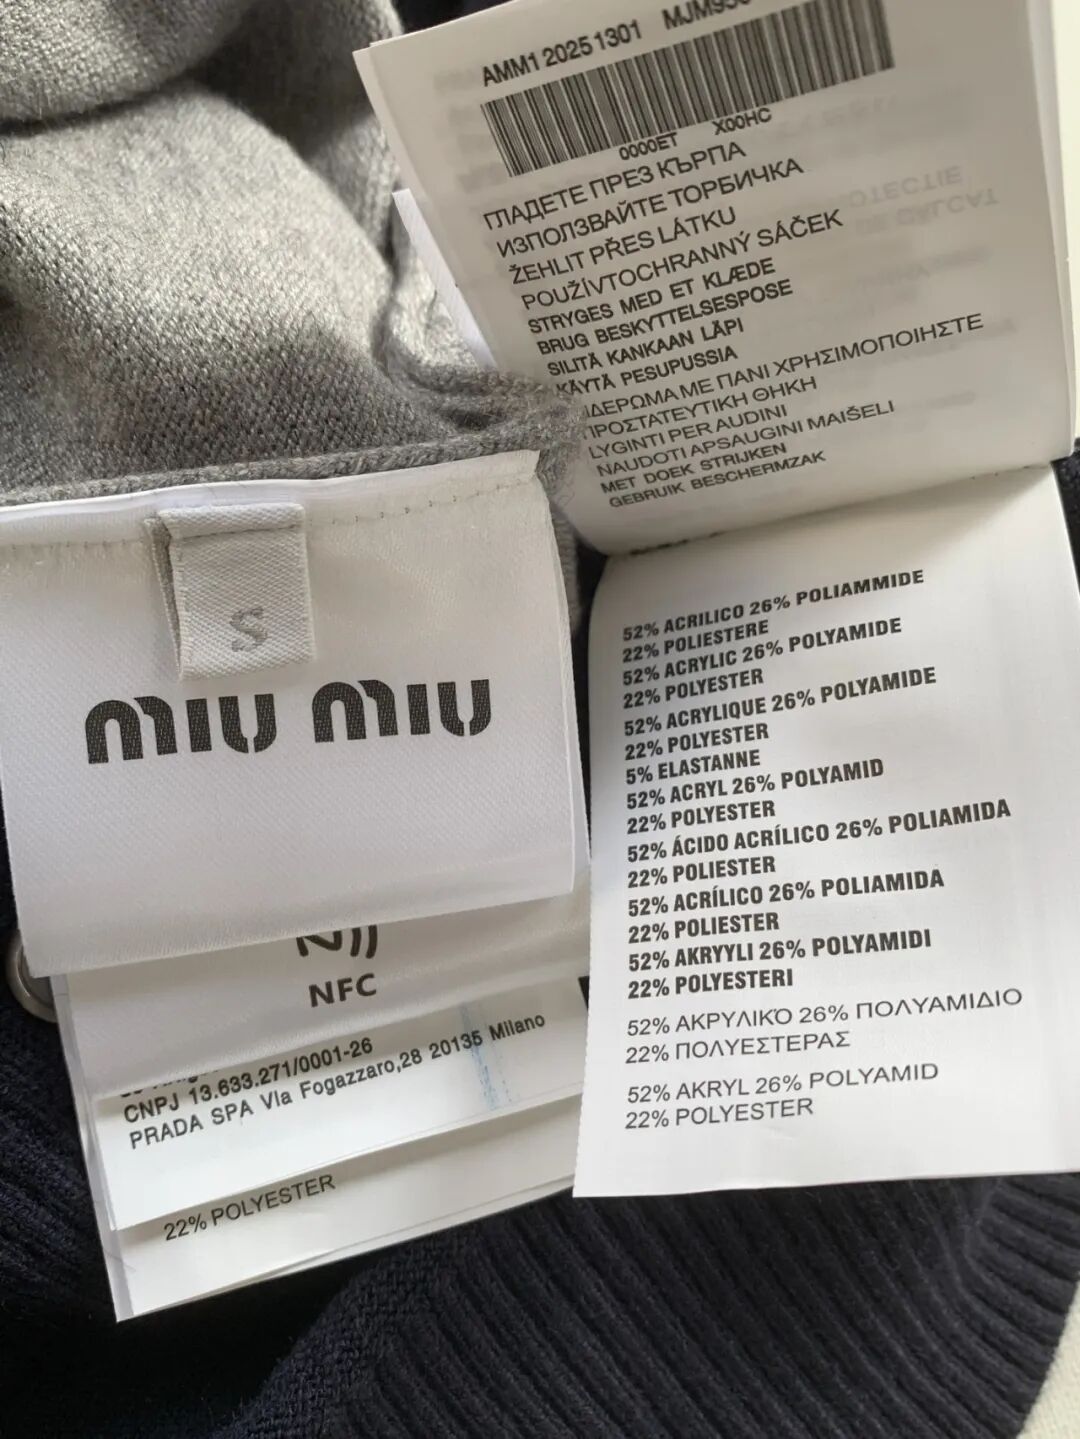 AMM1 20251301
0000ET X00HC
ГЛАДЕТЕ ПРЕЗ КЪРПА
ИЗПОЛЗВАЙТЕ ТОРБИЧКА
ŽEHLIT PŘES LÁTKU
POUŽÍVTOCHRANNÝ SÁČEK
STRYGES MED ET KLÆDE
BRUG BESKYTTELSESPOSE
SILITÄ KANKAAN LÄPI
KÄYTÄ PESUPUSSIA
ΙΔΕΡΩΜΑ ΜΕ ΠΑΝΙ ΧΡΗΣΙΜΟΠΟΙΗΣΤΕ
ΠΡΟΣΤΑΤΕΥΤΙΚΗ ΘΗΚΗ
LYGINTI PER AUDINI
NAUDOTI APSAUGINI MAIŠELI
MET DOEK STRIJKEN
GEBRUIK BESCHERMZAK
S
MIU MIU
NFC
CNPJ 13.633.271/0001-26
PRADA SPA VIa Fogazzaro,28 20135 Milano
22% POLYESTER
52% ACRILICO 26% POLIAMMIDE
22% POLIESTERE
52% ACRYLIC 26% POLYAMIDE
22% POLYESTER
52% ACRYLIQUE 26% POLYAMIDE
22% POLYESTER
5% ELASTANNE
52% ACRYL 26% POLYAMID
22% POLYESTER
52% ÁCIDO ACRÍLICO 26% POLIAMIDA
22% POLIESTER
52% ACRÍLICO 26% POLIAMIDA
22% POLIESTER
52% AKRYYLI 26% POLYAMIDI
22% POLYESTERI
52% ΑΚΡΥΛΙΚΌ 26% ΠΟΛΥΑΜΙΔΙΟ
22% ΠΟΛΥΕΣΤΕΡΑΣ
52% AKRYL 26% POLYAMID
22% POLYESTER